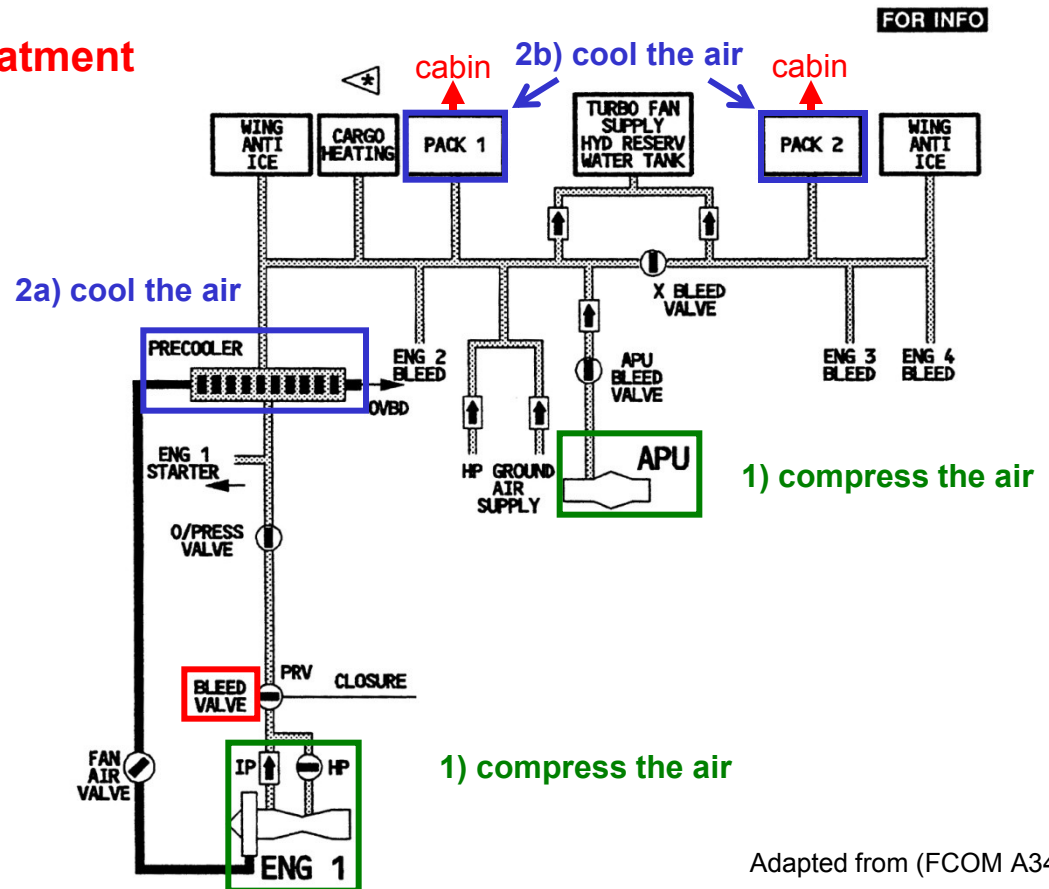 FOR INFO
eatment
2b) cool the air
cabin
cabin
*
WING
ANTI
ICE
CARGO
HEATING
PACK 1
TURBO FAN
SUPPLY
HYD RESERV
WATER TANK
PACK 2
WING
ANTI
ICE
X BLEED
VALVE
2a) cool the air
PRECOOLER
OVBD
ENG 2
BLEED
APU
BLEED
VALVE
ENG 3
BLEED
ENG 4
BLEED
ENG 1
STARTER
HP GROUND
AIR
SUPPLY
APU
1) compress the air
O/PRESS
VALVE
PRV
CLOSURE
BLEED
VALVE
FAN
AIR
VALVE
IP
HP
1) compress the air
ENG 1
Adapted from (FCOM A34